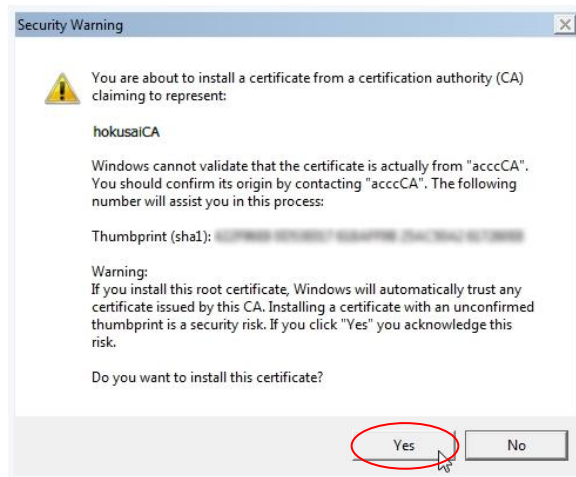 Security Warning
You are about to install a certificate from a certification authority (CA)
claiming to represent:
hokusaiCA
Windows cannot validate that the certificate is actually from "acccCA".
You should confirm its origin by contacting "acccCA". The following
number will assist you in this process:
Thumbprint (sha1):
Warning:
If you install this root certificate, Windows will automatically trust any
certificate issued by this CA. Installing a certificate with an unconfirmed
thumbprint is a security risk. If you click "Yes" you acknowledge this
risk.
Do you want to install this certificate?
Yes No